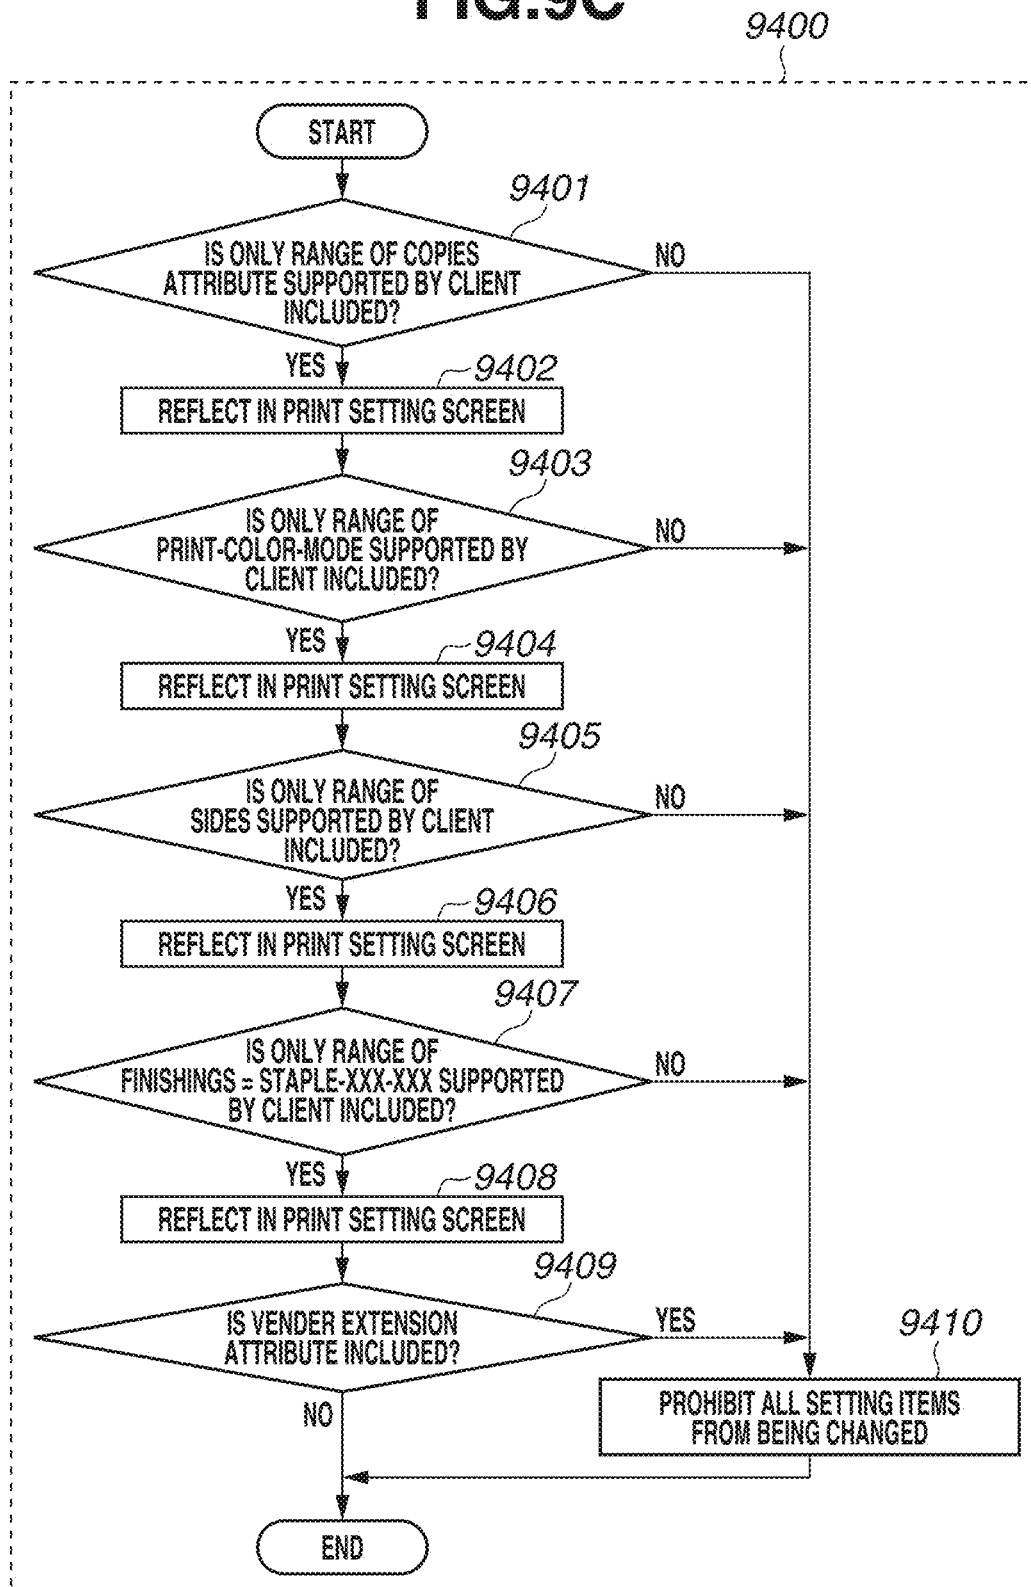 FIG.9C
9400
START
9401
IS ONLY RANGE OF COPIES
ATTRIBUTE SUPPORTED BY CLIENT
INCLUDED?
NO
YES
9402
REFLECT IN PRINT SETTING SCREEN
9403
IS ONLY RANGE OF
PRINT-COLOR-MODE SUPPORTED BY
CLIENT INCLUDED?
NO
YES
9404
REFLECT IN PRINT SETTING SCREEN
9405
IS ONLY RANGE OF
SIDES SUPPORTED BY CLIENT
INCLUDED?
NO
YES
9406
REFLECT IN PRINT SETTING SCREEN
9407
IS ONLY RANGE OF
FINISHINGS = STAPLE-XXX-XXX SUPPORTED
BY CLIENT INCLUDED?
NO
YES
9408
REFLECT IN PRINT SETTING SCREEN
9409
IS VENDER EXTENSION
ATTRIBUTE INCLUDED?
YES
9410
PROHIBIT ALL SETTING ITEMS
FROM BEING CHANGED
NO
END